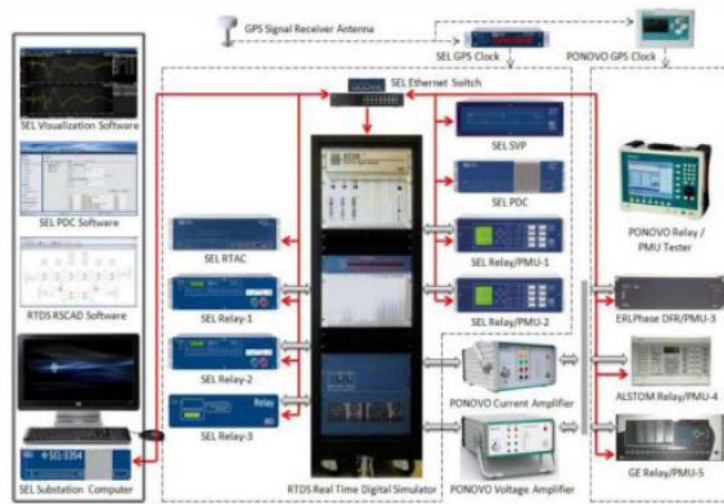 GPS Signal Receiver Antenna
SEL GPS Clock
PONOVO GPS Clock
SEL Ethernet Switch
SEL Visualization Software
SEL SVP
SEL PDC Software
SEL PDC
PONOVO Relay /
PMU Tester
SEL RTAC
SEL Relay/PMU-1
RTDS RSCAD Software
SEL Relay-1
SEL Relay/PMU-2
ERLPhase DFR/PMU-3
SEL Relay-2
PONOVO Current Amplifier
ALSTOM Relay/PMU-4
Relay
SEL Relay-3
SEL-3354
SEL Substation Computer
RTDS Real Time Digital Simulator
PONOVO Voltage Amplifier
GE Relay/PMU-5